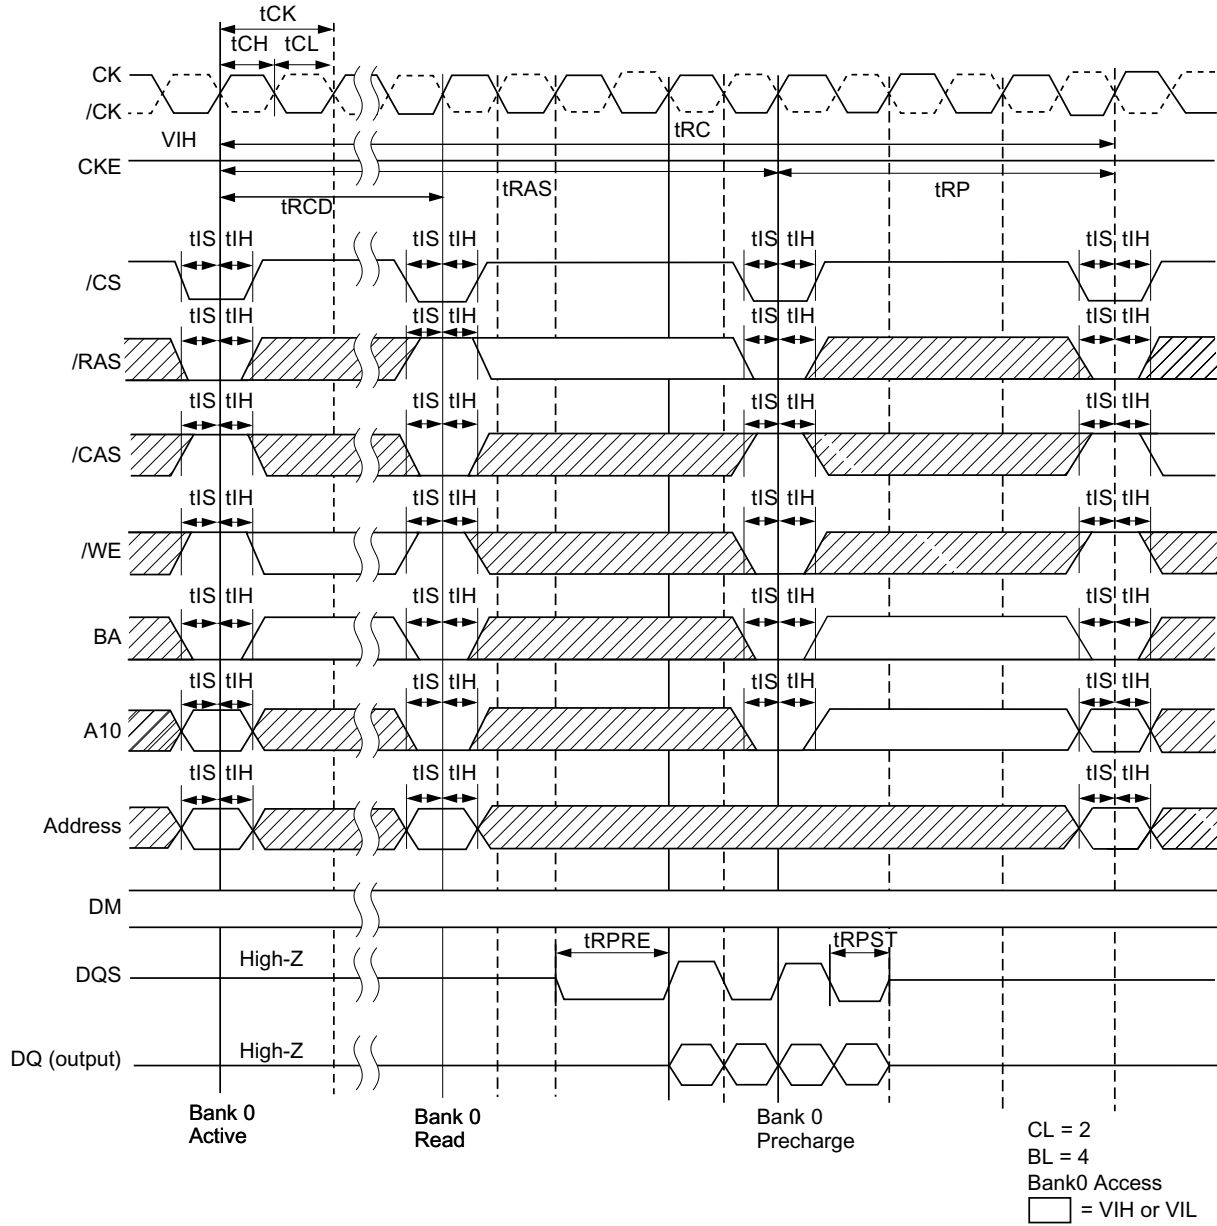 tCK
tCH tCL
CK
/CK
VIH
tRC
CKE
tRAS
tRP
tRCD
tIS tIH tIS tIH tIS tIH tIS tIH
/CS
tIS tIH tIS tIH tIS tIH tIS tIH
/RAS
tIS tIH tIS tIH tIS tIH tIS tIH
/CAS
tIS tIH tIS tIH tIS tIH tIS tIH
/WE
tIS tIH tIS tIH tIS tIH tIS tIH
BA
tIS tIH tIS tIH tIS tIH tIS tIH
A10
tIS tIH tIS tIH tIS tIH
Address
DM
tRPRE tRPST
High-Z
DQS
High-Z
DQ (output)
Bank 0
Active
Bank 0
Read
Bank 0
Precharge
CL = 2
BL = 4
Bank0 Access
= VIH or VIL